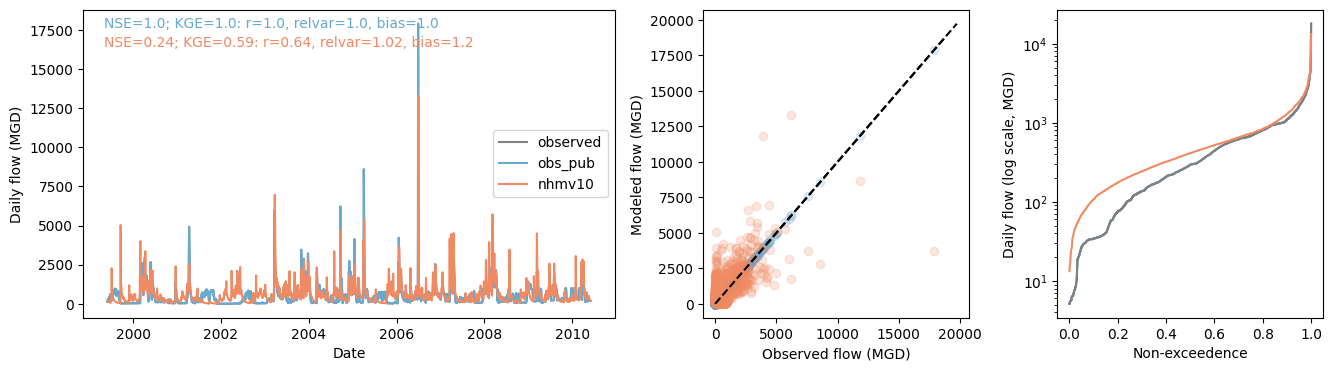 NSE=1.0; KGE=1.0: r=1.0, relvar=1.0, bias=1.0
NSE=0.24; KGE=0.59: r=0.64, relvar=1.02, bias=1.2
Daily flow (MGD)
17500
15000
12500
10000
7500
5000
2500
0
observed
obs_pub
nhmv10
2000 2002 2004 2006 2008 2010
Date
Modeled flow (MGD)
20000
17500
15000
12500
10000
7500
5000
2500
0
0 5000 10000 15000 20000
Observed flow (MGD)
Daily flow (log scale, MGD)
10⁴
10³
10²
10¹
0.0 0.2 0.4 0.6 0.8 1.0
Non-exceedence